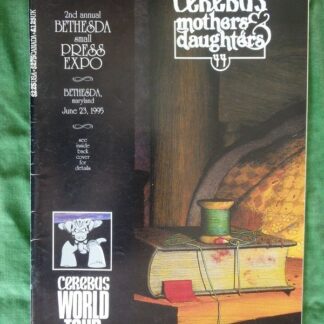 2nd annual
BETHESDA
small
PRESS
EXPO
BETHESDA,
maryland
June 23, 1995
see
inside
back
cover
for
details
CEREBUS
WORLD
TOUR
CEREBUS
mothers &
daughters
44